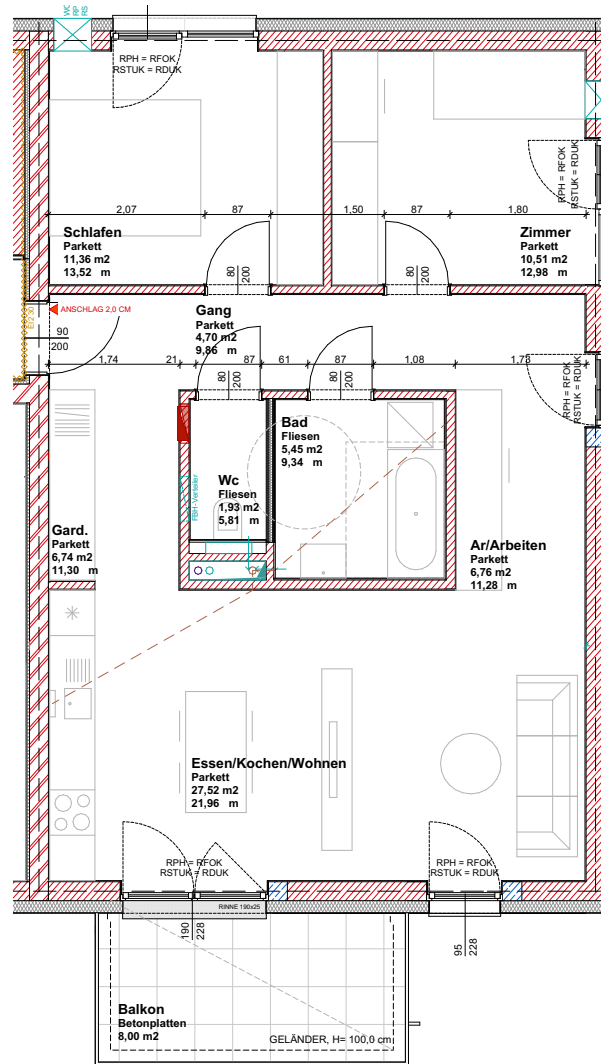 WC
RP
RS
RPH = RFOK
RSTUK = RDUK
RPH = RFOK
RSTUK = RDUK
2,07
87
1,50
87
1,80
Schlafen
Parkett
11,36 m2
13,52 m
Zimmer
Parkett
10,51 m2
12,98 m
80
200
80
200
EI2 30
ANSCHLAG 2,0 CM
90
200
Gang
Parkett
4,70 m2
9,86 m
1,74
21
87
61
87
1,08
1,73
80
200
80
200
RPH = RFOK
RSTUK = RDUK
Bad
Fliesen
5,45 m2
9,34 m
Wc
Fliesen
1,93 m2
5,81 m
FBH-Verteiler
Gard.
Parkett
6,74 m2
11,30 m
Ar/Arbeiten
Parkett
6,76 m2
11,28 m
Essen/Kochen/Wohnen
Parkett
27,52 m2
21,96 m
RPH = RFOK
RSTUK = RDUK
RPH = RFOK
RSTUK = RDUK
RINNE 190x25
190
228
95
228
Balkon
Betonplatten
8,00 m2
GELÄNDER, H= 100,0 cm